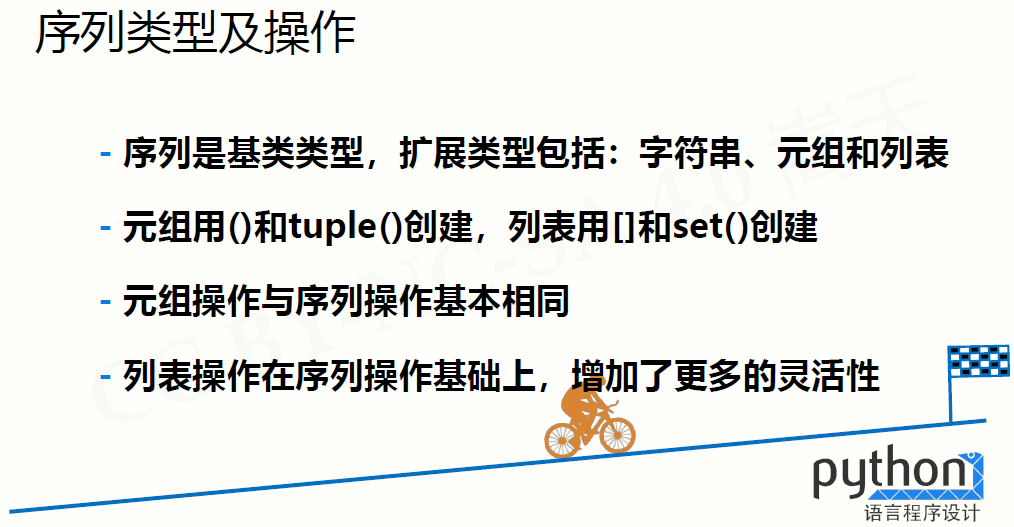 序列类型及操作
- 序列是基类类型，扩展类型包括：字符串、元组和列表
- 元组用()和tuple()创建，列表用[]和set()创建
- 元组操作与序列操作基本相同
- 列表操作在序列操作基础上，增加了更多的灵活性
CC BY-NC-SA 4.0 嵩天
python
语言程序设计